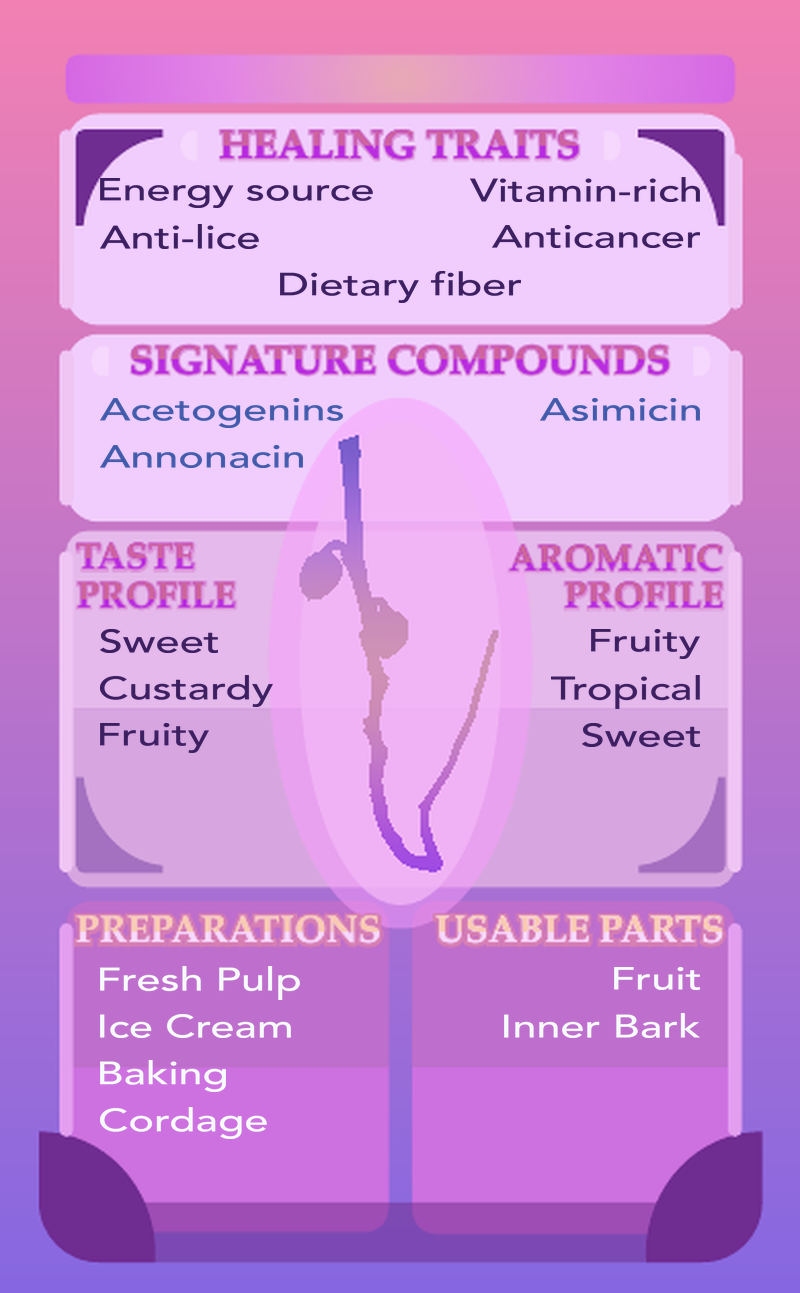 HEALING TRAITS
Energy source Vitamin-rich
Anti-lice Anticancer
Dietary fiber
SIGNATURE COMPOUNDS
Acetogenins Asimicin
Annonacin
TASTE PROFILE
Sweet
Custardy
Fruity
AROMATIC PROFILE
Fruity
Tropical
Sweet
PREPARATIONS
Fresh Pulp
Ice Cream
Baking
Cordage
USABLE PARTS
Fruit
Inner Bark